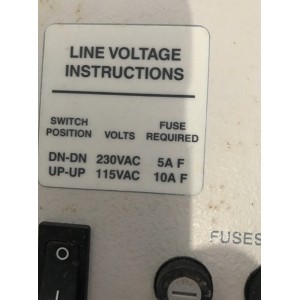 LINE VOLTAGE
INSTRUCTIONS
SWITCH POSITION VOLTS FUSE REQUIRED
DN-DN 230VAC 5A F
UP-UP 115VAC 10A F
FUSES